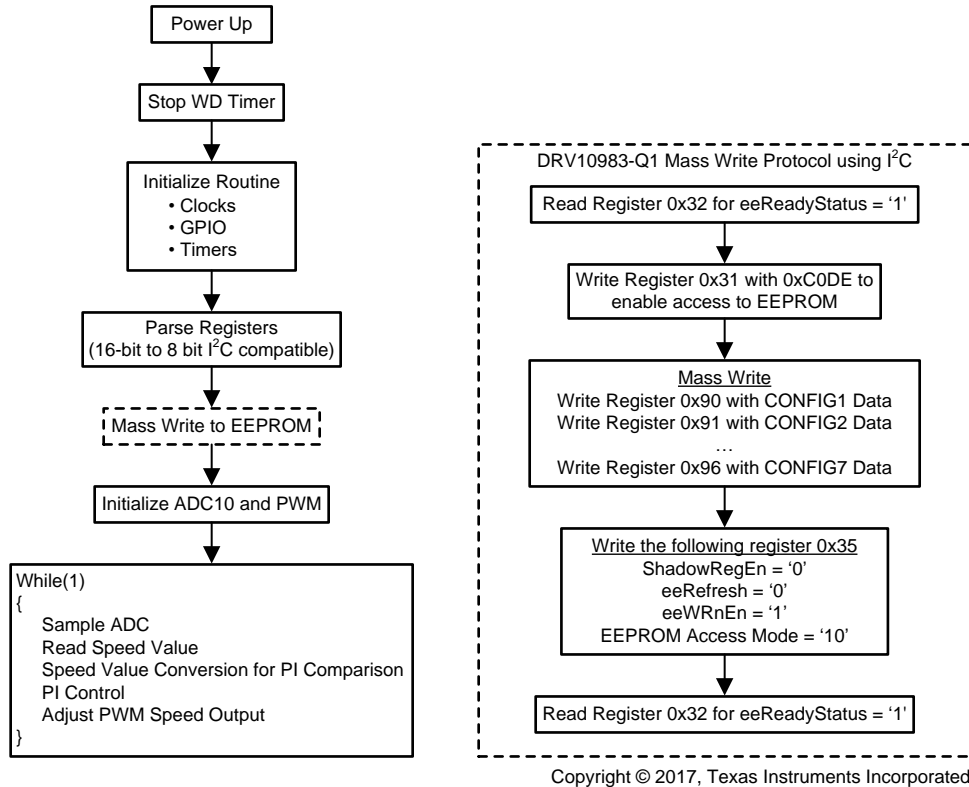 Power Up
Stop WD Timer
Initialize Routine
• Clocks
• GPIO
• Timers
Parse Registers
(16-bit to 8 bit I²C compatible)
Mass Write to EEPROM
Initialize ADC10 and PWM
While(1)
{
Sample ADC
Read Speed Value
Speed Value Conversion for PI Comparison
PI Control
Adjust PWM Speed Output
}
DRV10983-Q1 Mass Write Protocol using I²C
Read Register 0x32 for eeReadyStatus = ‘1’
Write Register 0x31 with 0xC0DE to
enable access to EEPROM
Mass Write
Write Register 0x90 with CONFIG1 Data
Write Register 0x91 with CONFIG2 Data
…
Write Register 0x96 with CONFIG7 Data
Write the following register 0x35
ShadowRegEn = ‘0’
eeRefresh = ‘0’
eeWRnEn = ‘1’
EEPROM Access Mode = ‘10’
Read Register 0x32 for eeReadyStatus = ‘1’
Copyright © 2017, Texas Instruments Incorporated